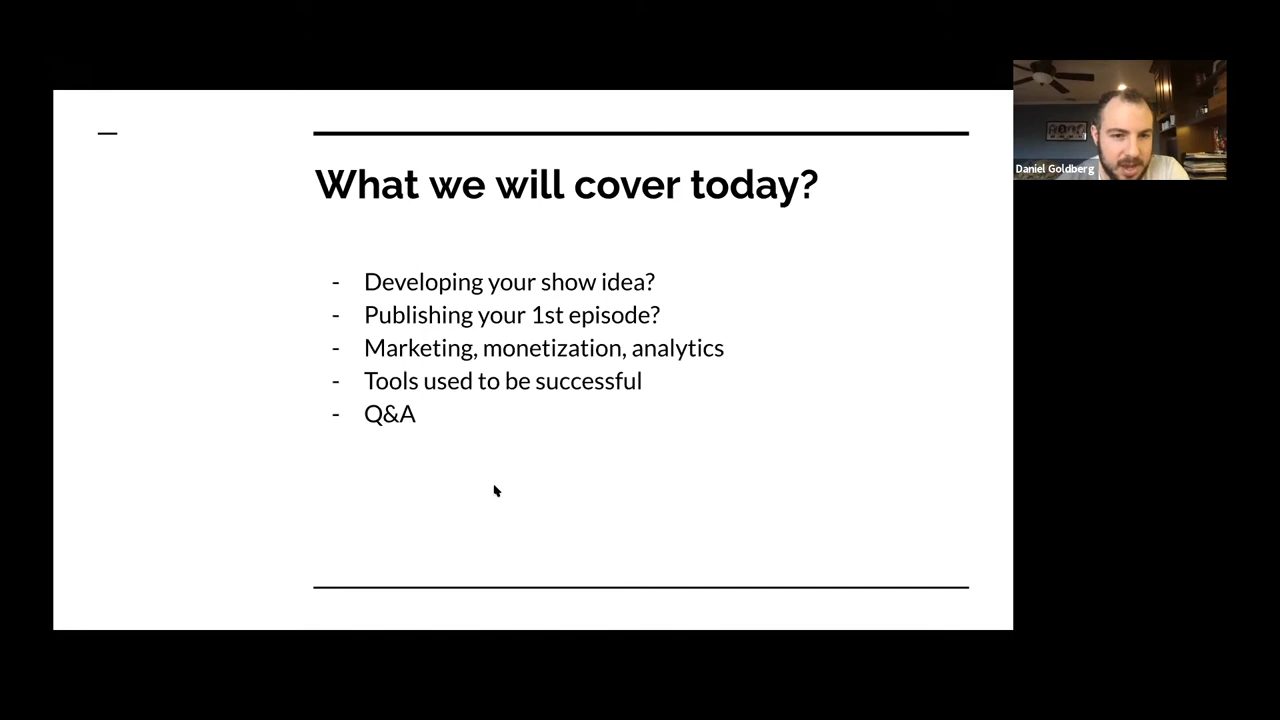 What we will cover today?
- Developing your show idea?
- Publishing your 1st episode?
- Marketing, monetization, analytics
- Tools used to be successful
- Q&A
Daniel Goldberg